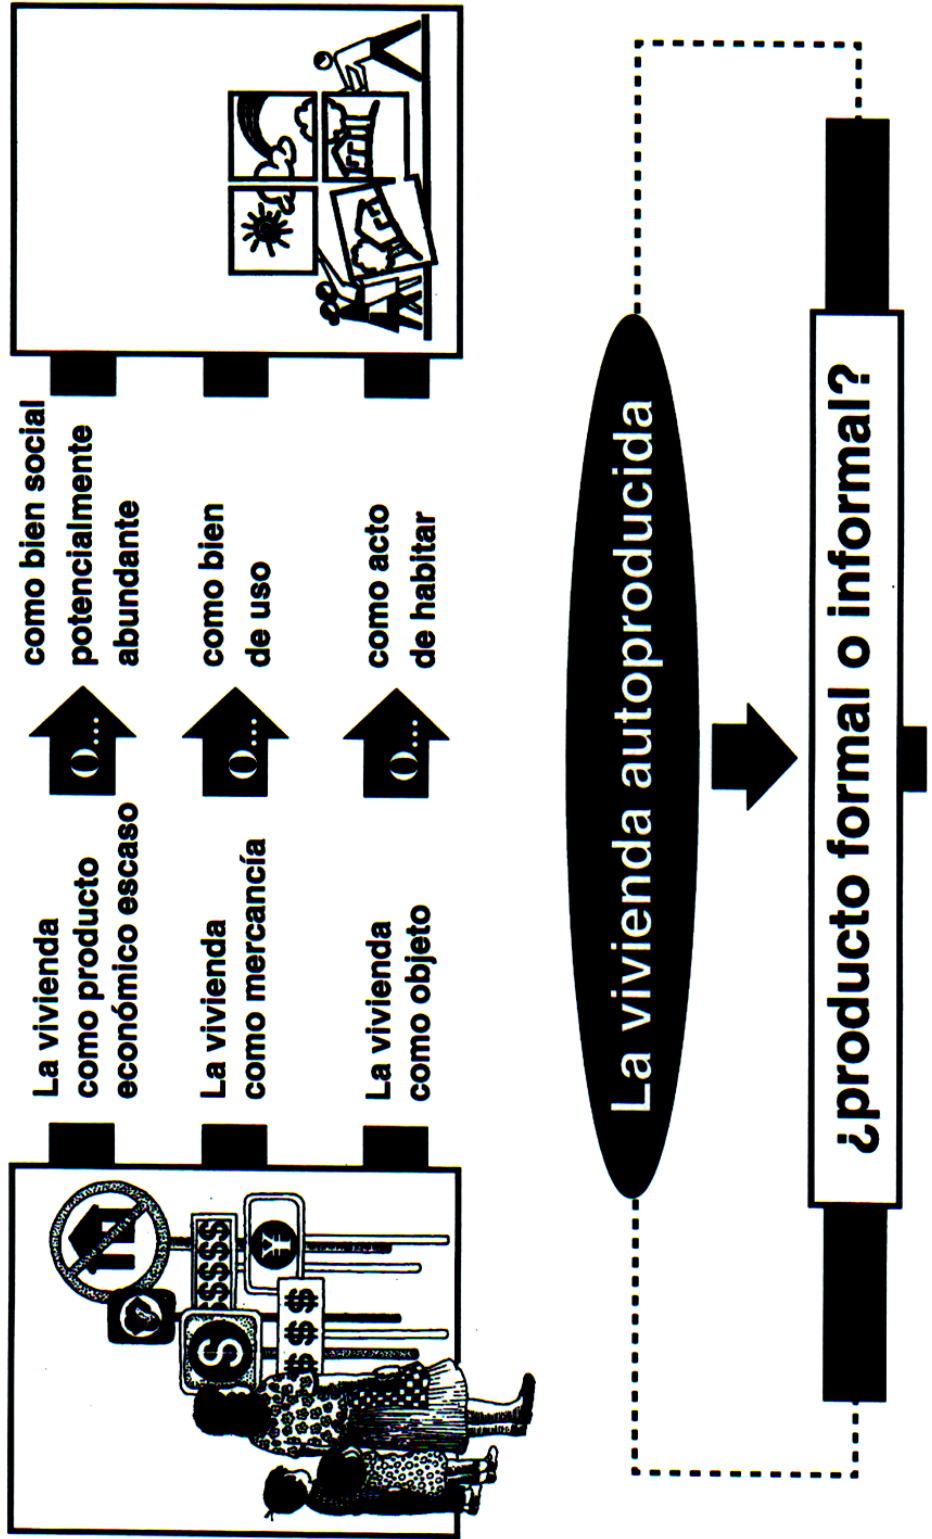 La vivienda
como producto
económico escaso
O...
como bien social
potencialmente
abundante
La vivienda
como mercancía
O...
como bien
de uso
La vivienda
como objeto
O...
como acto
de habitar
$$$$$$
¥
$
$ $ $ $
La vivienda autoproducida
¿producto formal o informal?